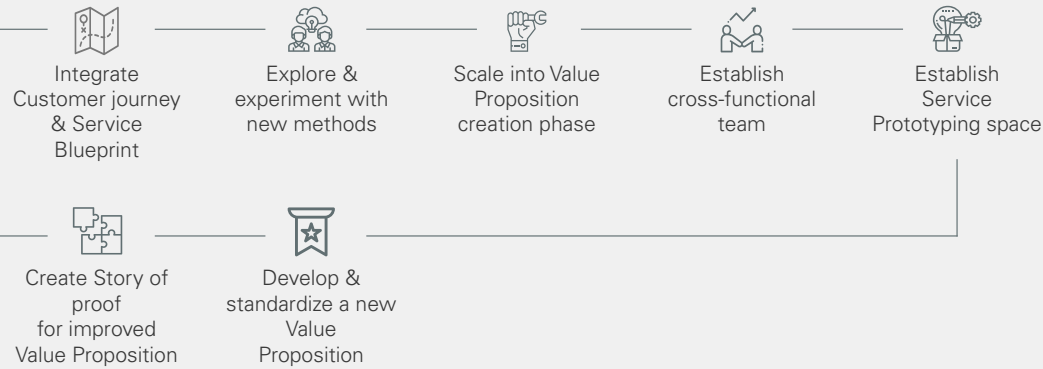 Integrate
Customer journey
& Service
Blueprint
Explore &
experiment with
new methods
Scale into Value
Proposition
creation phase
Establish
cross-functional
team
Establish
Service
Prototyping space
Create Story of
proof
for improved
Value Proposition
Develop &
standardize a new
Value
Proposition